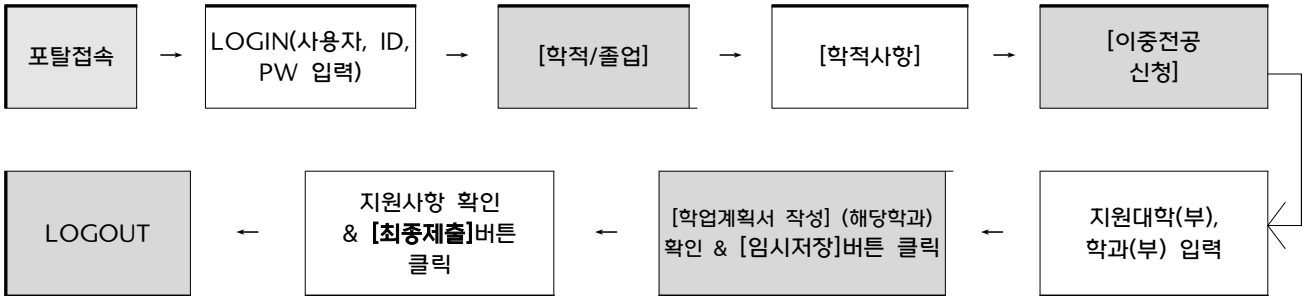 포탈접속
→
LOGIN(사용자, ID,
PW 입력)
→
[학적/졸업]
→
[학적사항]
→
[이중전공
신청]
지원대학(부),
학과(부) 입력
←
[학업계획서 작성] (해당학과)
확인 & [임시저장]버튼 클릭
←
지원사항 확인
& [최종제출]버튼
클릭
←
LOGOUT